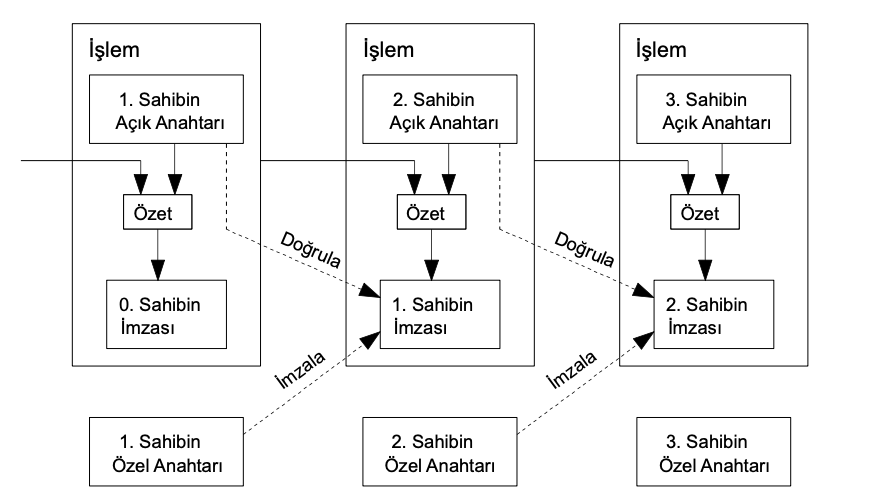 İşlem
İşlem
İşlem
1. Sahibin
Açık Anahtarı
2. Sahibin
Açık Anahtarı
3. Sahibin
Açık Anahtarı
Özet
Özet
Özet
Doğrula
Doğrula
0. Sahibin
İmzası
1. Sahibin
İmzası
2. Sahibin
İmzası
İmzala
İmzala
1. Sahibin
Özel Anahtarı
2. Sahibin
Özel Anahtarı
3. Sahibin
Özel Anahtarı